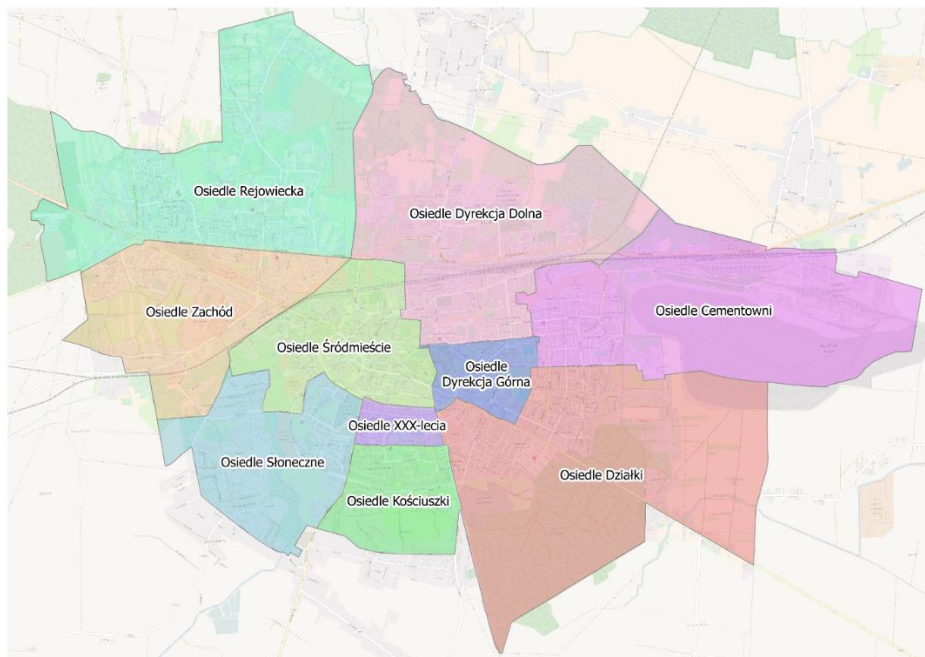 Osiedle Rejowiecka
Osiedle Dyrekcja Dolna
Osiedle Zachód
Osiedle Cementowni
Osiedle Śródmieście
Osiedle
Dyrekcja Górna
Osiedle XXX-lecia
Osiedle Słoneczne
Osiedle Działki
Osiedle Kościuszki